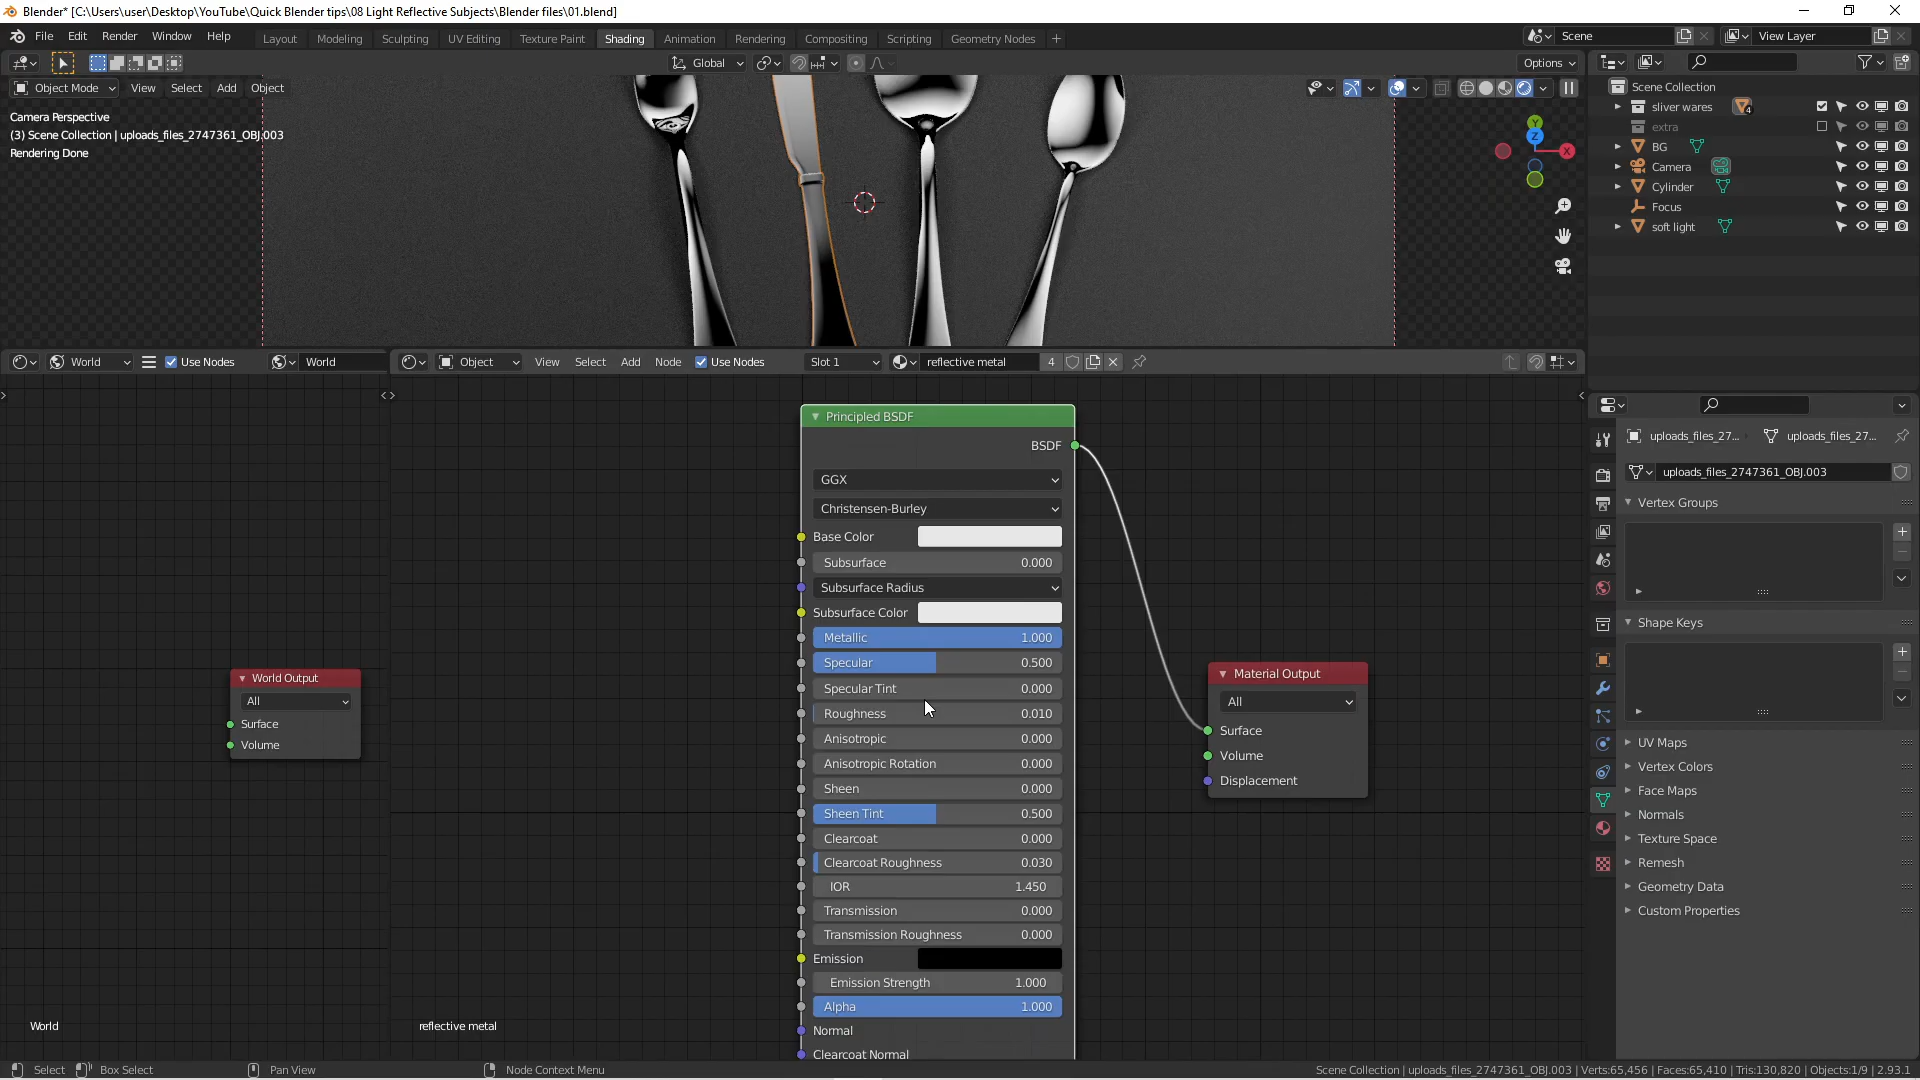 Blender* [C:\Users\user\Desktop\YouTube\Quick Blender tips\08 Light Reflective Subjects\Blender files\01.blend]
File Edit Render Window Help Layout Modeling Sculpting UV Editing Texture Paint Shading Animation Rendering Compositing Scripting Geometry Nodes + Scene View Layer
Global Options
Object Mode View Select Add Object
Camera Perspective
(3) Scene Collection | uploads_files_2747361_OBJ.003
Rendering Done
Y
Z
X
Scene Collection
sliver wares 4
extra
BG
Camera
Cylinder
Focus
soft light
World Use Nodes World
Object View Select Add Node Use Nodes Slot 1 reflective metal 4
World Output
All
Surface
Volume
World
Principled BSDF
BSDF
GGX
Christensen-Burley
Base Color
Subsurface 0.000
Subsurface Radius
Subsurface Color
Metallic 1.000
Specular 0.500
Specular Tint 0.000
Roughness 0.010
Anisotropic 0.000
Anisotropic Rotation 0.000
Sheen 0.000
Sheen Tint 0.500
Clearcoat 0.000
Clearcoat Roughness 0.030
IOR 1.450
Transmission 0.000
Transmission Roughness 0.000
Emission
Emission Strength 1.000
Alpha 1.000
Normal
Clearcoat Normal
reflective metal
Material Output
All
Surface
Volume
Displacement
uploads_files_27... uploads_files_27...
uploads_files_2747361_OBJ.003
Vertex Groups
Shape Keys
UV Maps
Vertex Colors
Face Maps
Normals
Texture Space
Remesh
Geometry Data
Custom Properties
Select Box Select Pan View Node Context Menu
Scene Collection | uploads_files_2747361_OBJ.003 | Verts:65,456 | Faces:65,410 | Tris:130,820 | Objects:1/9 | 2.93.1